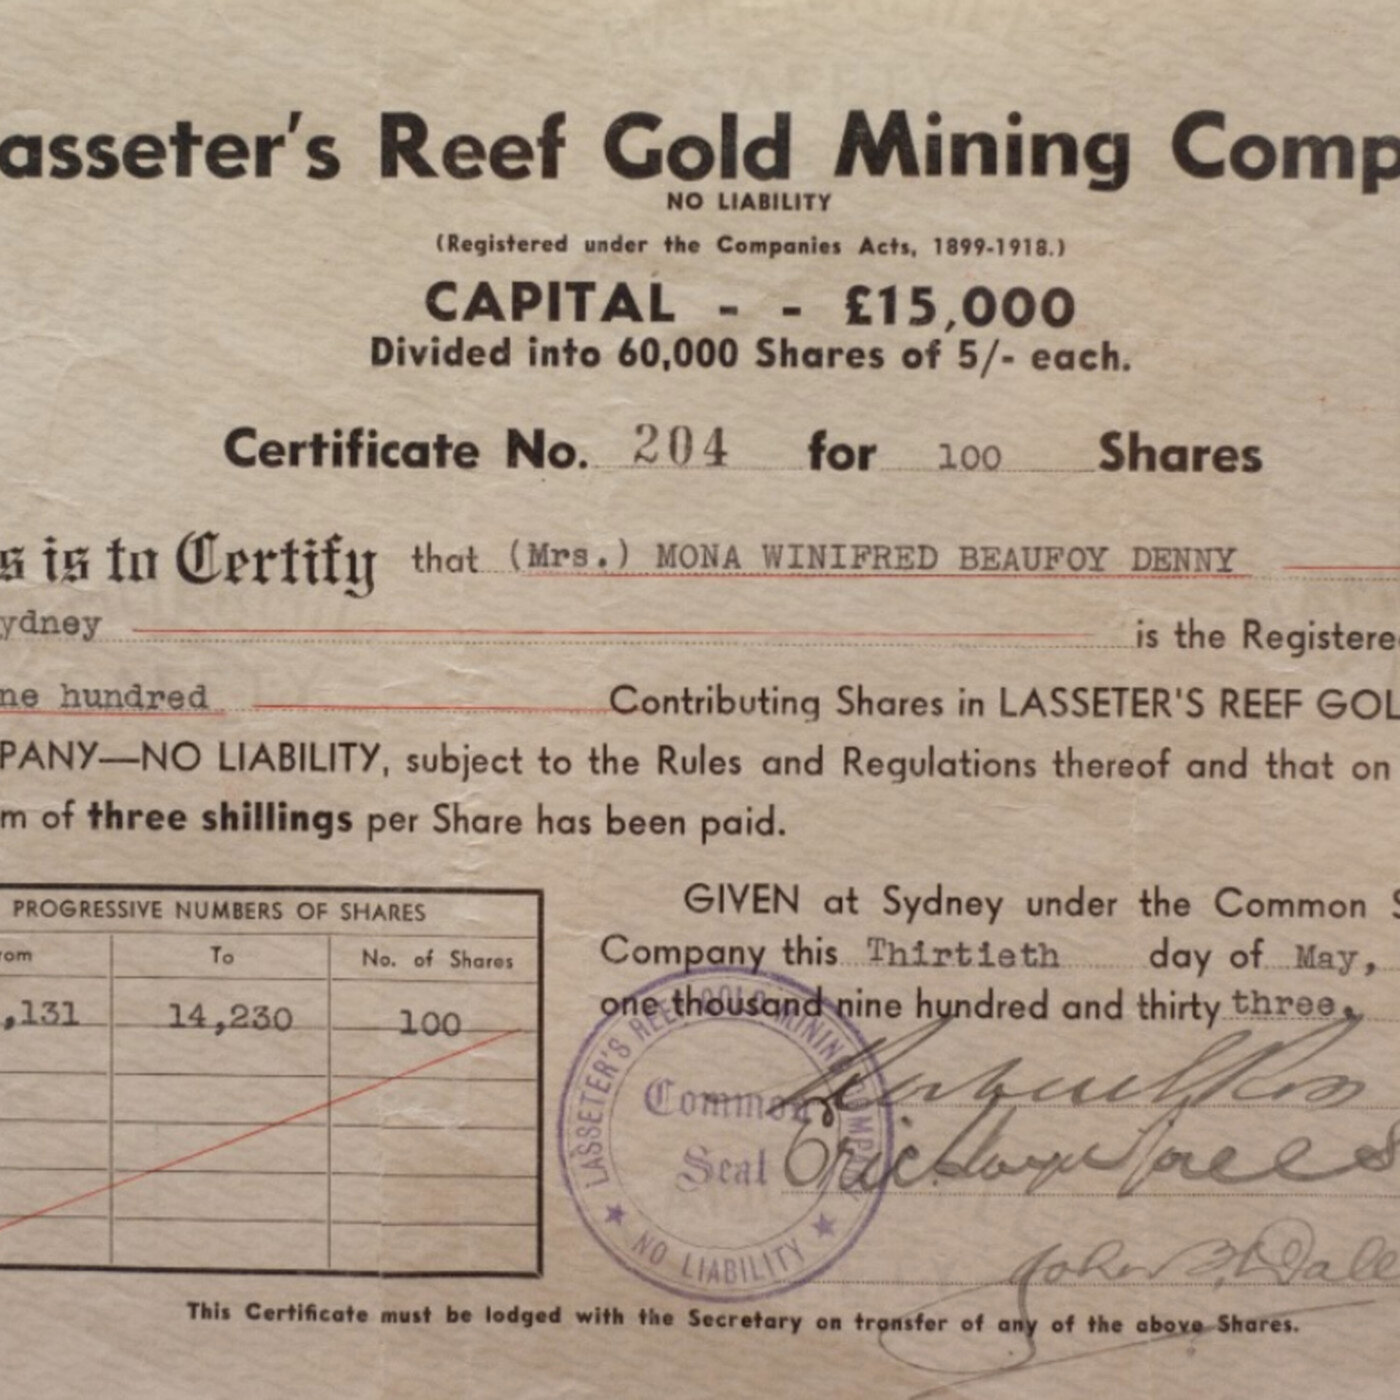 asseter's Reef Gold Mining Comp
NO LIABILITY
(Registered under the Companies Acts, 1899-1918.)
CAPITAL - - £15,000
Divided into 60,000 Shares of 5/- each.
Certificate No. 204 for 100 Shares
s is to Certify that (Mrs.) MONA WINIFRED BEAUFOY DENNY
ydney is the Registere
ne hundred Contributing Shares in LASSETER'S REEF GOL
PANY—NO LIABILITY, subject to the Rules and Regulations thereof and that on
m of three shillings per Share has been paid.
PROGRESSIVE NUMBERS OF SHARES
rom To No. of Shares
,131 14,230 100
GIVEN at Sydney under the Common S
Company this Thirtieth day of May,
one thousand nine hundred and thirty three.
LASSETER'S REEF GOLD MINING COMPANY
Common
Seal
★ NO LIABILITY ★
This Certificate must be lodged with the Secretary on transfer of any of the above Shares.